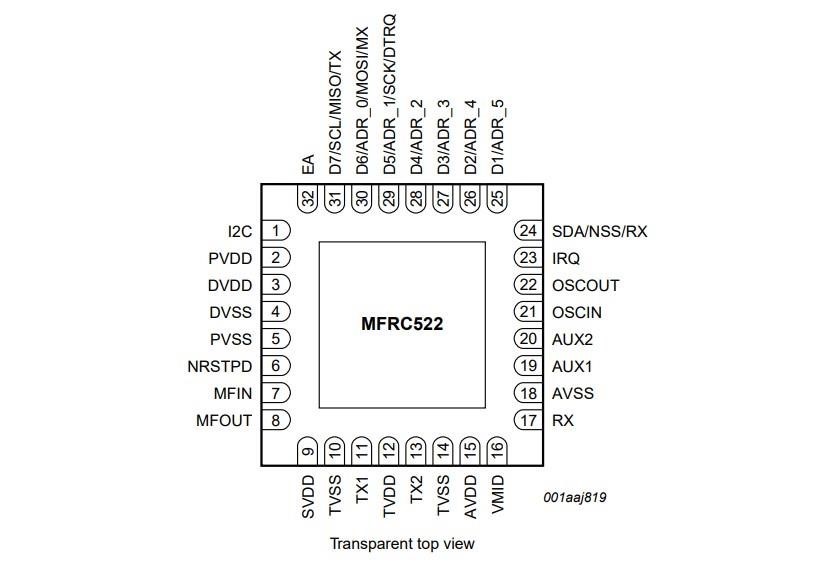 EA
D7/SCL/MISO/TX
D6/ADR_0/MOSI/MX
D5/ADR_1/SCK/DTRQ
D4/ADR_2
D3/ADR_3
D2/ADR_4
D1/ADR_5
32
31
30
29
28
27
26
25
I2C 1
PVDD 2
DVDD 3
DVSS 4
PVSS 5
NRSTPD 6
MFIN 7
MFOUT 8
MFRC522
24 SDA/NSS/RX
23 IRQ
22 OSCOUT
21 OSCIN
20 AUX2
19 AUX1
18 AVSS
17 RX
9
10
11
12
13
14
15
16
SVDD
TVSS
TX1
TVDD
TX2
TVSS
AVDD
VMID
001aaj819
Transparent top view